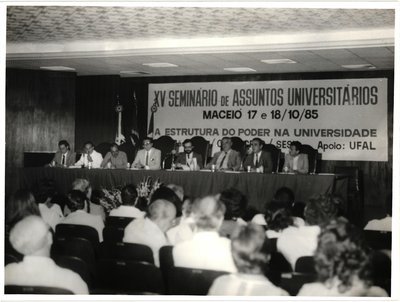 XV SEMINÁRIO DE ASSUNTOS UNIVERSITÁRIOS
MACEIÓ 17 e 18/10/85
A ESTRUTURA DO PODER NA UNIVERSIDADE
Apoio: UFAL